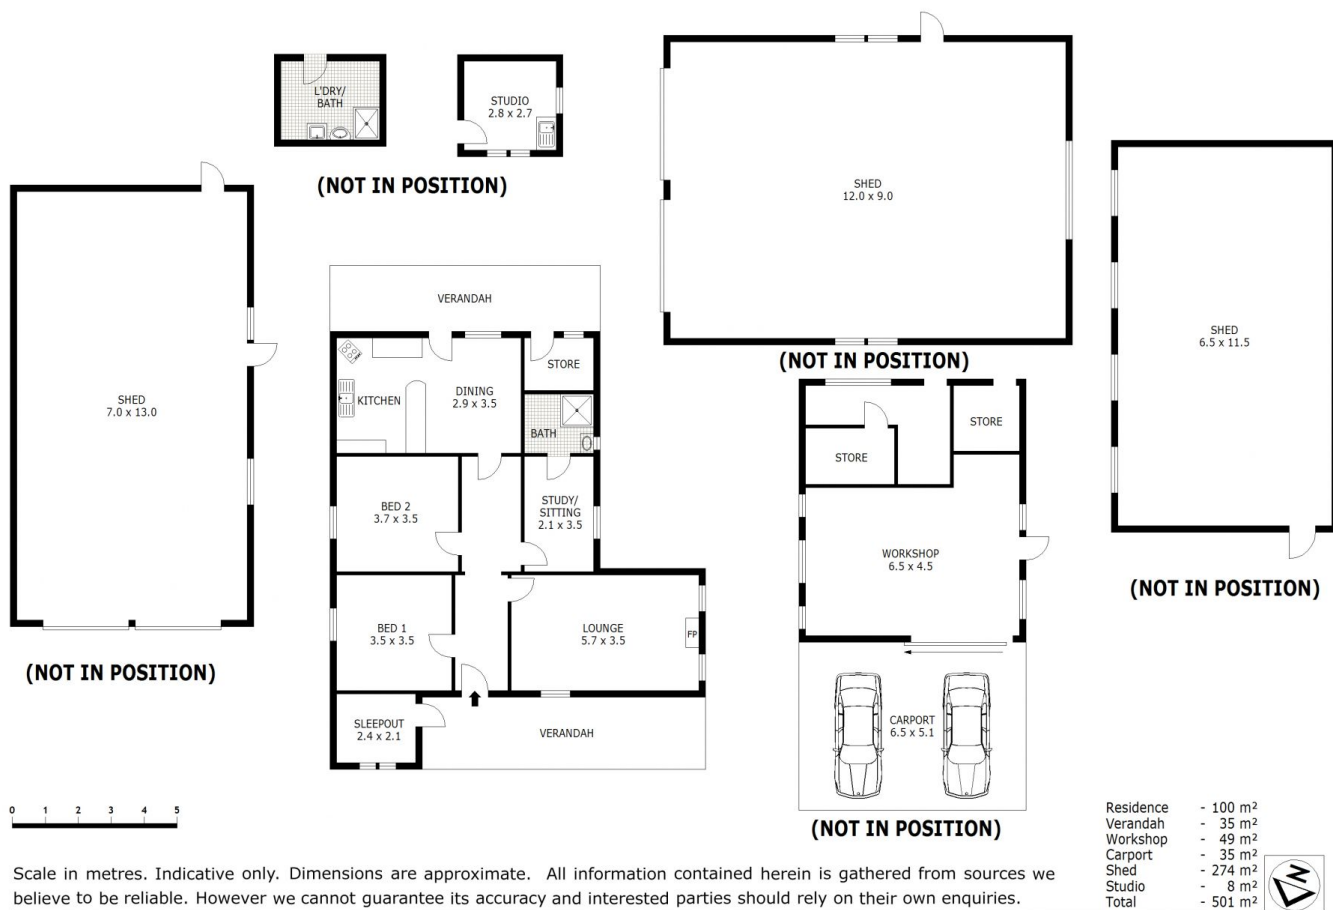 L'DRY/
BATH
STUDIO
2.8 x 2.7
(NOT IN POSITION)
SHED
12.0 x 9.0
(NOT IN POSITION)
SHED
6.5 x 11.5
(NOT IN POSITION)
SHED
7.0 x 13.0
(NOT IN POSITION)
VERANDAH
STORE
KITCHEN
DINING
2.9 x 3.5
BATH
BED 2
3.7 x 3.5
STUDY/
SITTING
2.1 x 3.5
BED 1
3.5 x 3.5
LOUNGE
5.7 x 3.5
FP
SLEEPOUT
2.4 x 2.1
VERANDAH
STORE
STORE
WORKSHOP
6.5 x 4.5
CARPORT
6.5 x 5.1
(NOT IN POSITION)
0 1 2 3 4 5
Residence - 100 m²
Verandah - 35 m²
Workshop - 49 m²
Carport - 35 m²
Shed - 274 m²
Studio - 8 m²
Total - 501 m²
N
Scale in metres. Indicative only. Dimensions are approximate. All information contained herein is gathered from sources we
believe to be reliable. However we cannot guarantee its accuracy and interested parties should rely on their own enquiries.